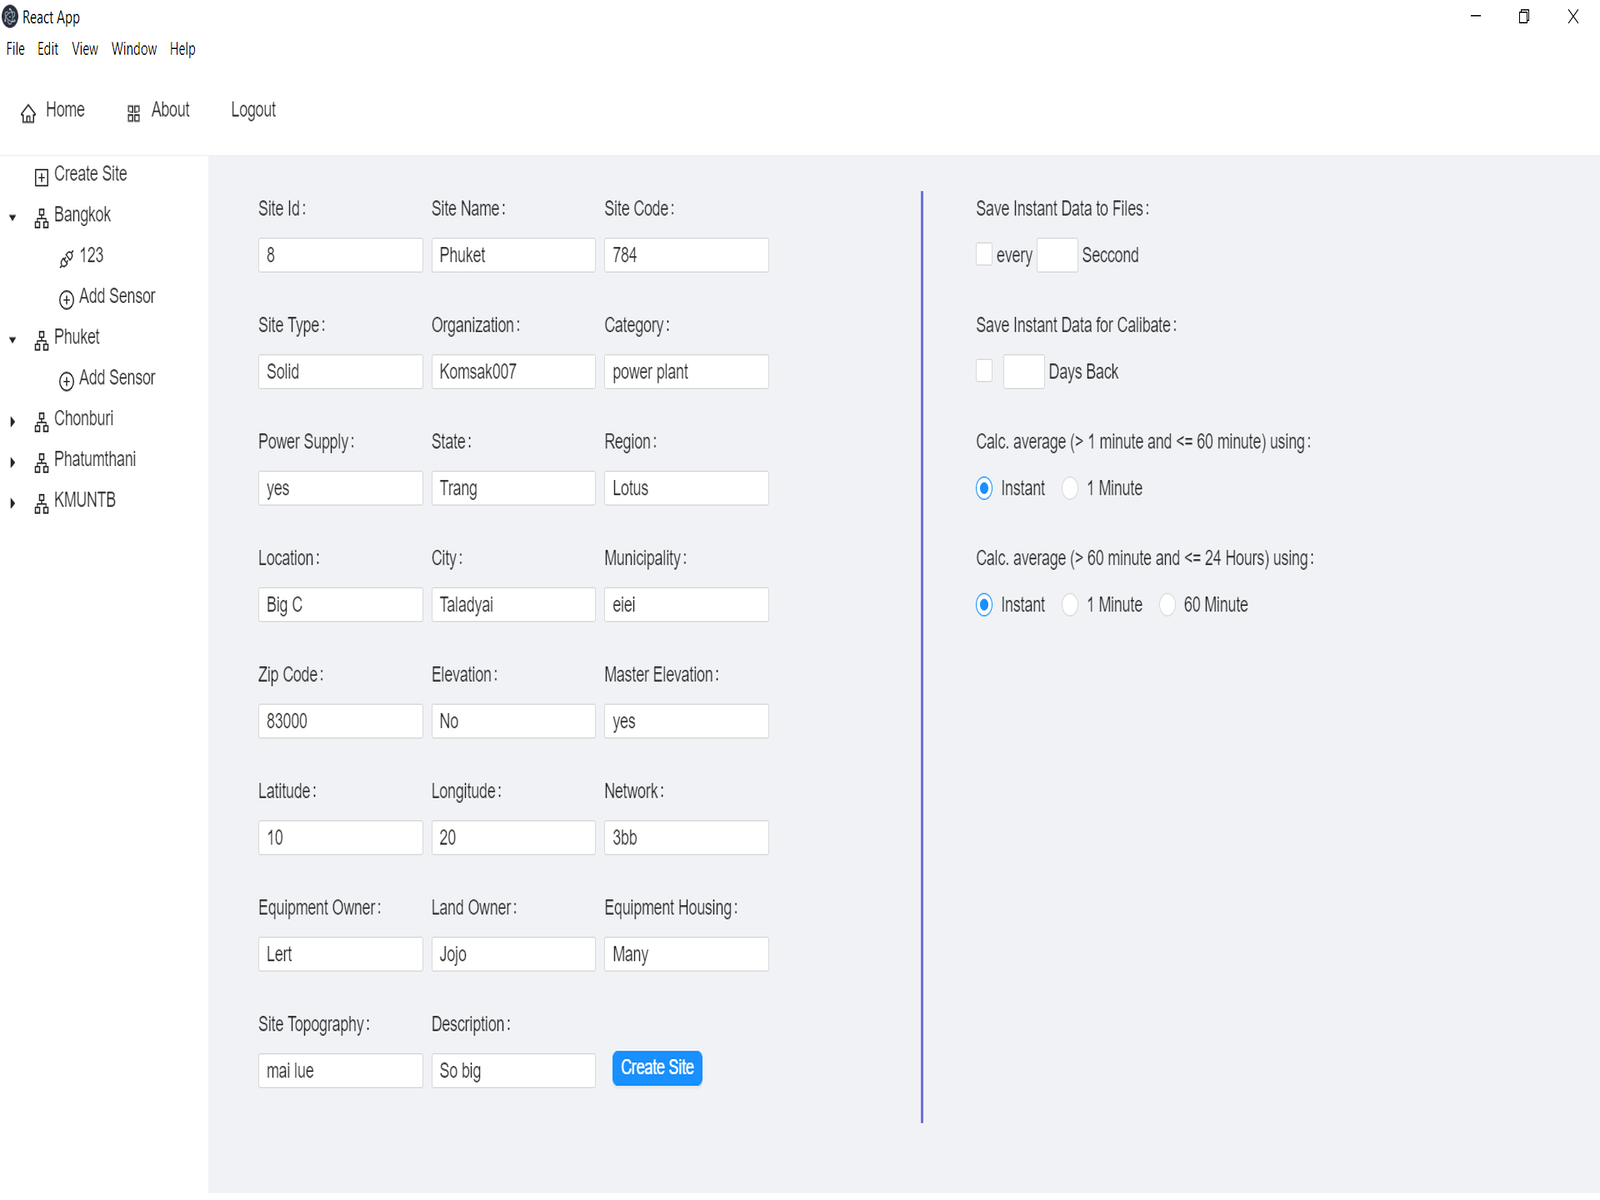 React App
File Edit View Window Help
Home About Logout
Create Site
Bangkok
123
Add Sensor
Phuket
Add Sensor
Chonburi
Phatumthani
KMUNTB
Site Id: Site Name: Site Code:
8 Phuket 784
Site Type: Organization: Category:
Solid Komsak007 power plant
Power Supply: State: Region:
yes Trang Lotus
Location: City: Municipality:
Big C Taladyai eiei
Zip Code: Elevation: Master Elevation:
83000 No yes
Latitude: Longitude: Network:
10 20 3bb
Equipment Owner: Land Owner: Equipment Housing:
Lert Jojo Many
Site Topography: Description:
mai lue So big Create Site
Save Instant Data to Files:
every Seccond
Save Instant Data for Calibate:
Days Back
Calc. average (> 1 minute and <= 60 minute) using:
Instant 1 Minute
Calc. average (> 60 minute and <= 24 Hours) using:
Instant 1 Minute 60 Minute